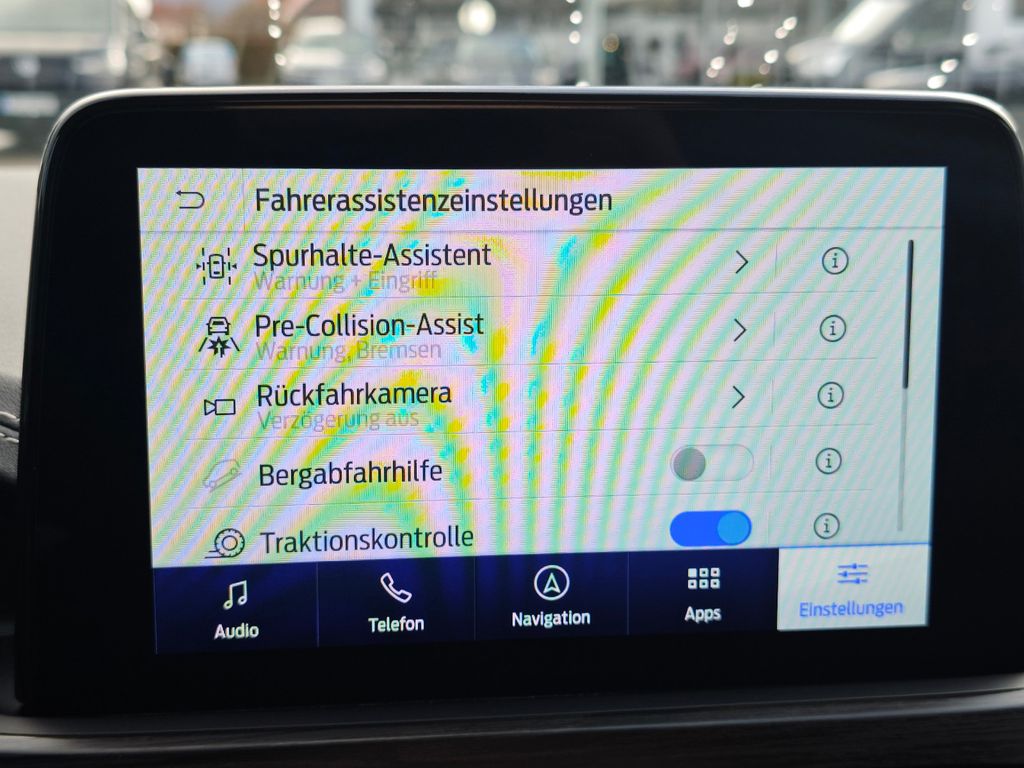 Fahrerassistenzeinstellungen
Spurhalte-Assistent
Warnung + Eingriff
Pre-Collision-Assist
Warnung, Bremsen
Rückfahrkamera
Verzögerung aus
Bergabfahrhilfe
Traktionskontrolle
Audio
Telefon
Navigation
Apps
Einstellungen